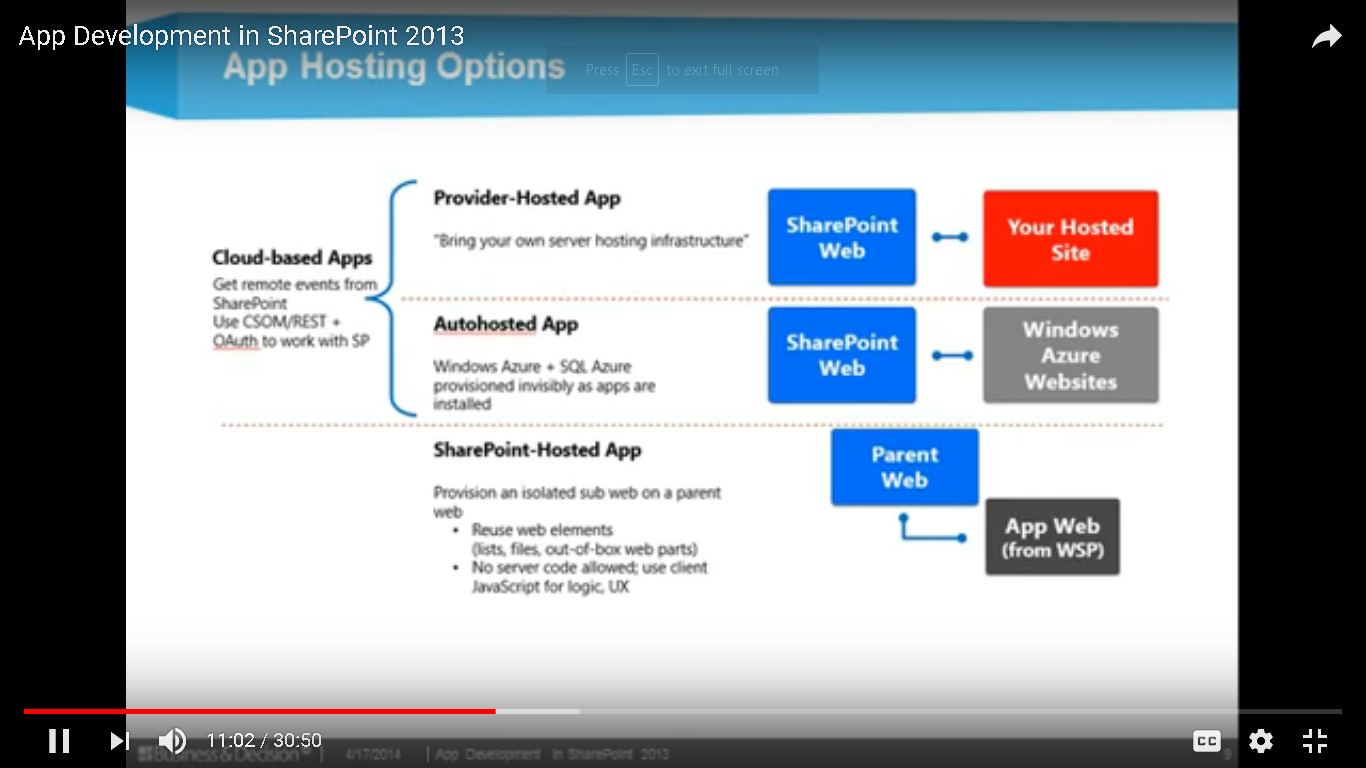 App Development in SharePoint 2013
App Hosting Options
Press Esc to exit full screen
Provider-Hosted App
"Bring your own server hosting infrastructure"
SharePoint
Web
Your Hosted
Site
Cloud-based Apps
Get remote events from
SharePoint
Use CSOM/REST +
OAuth to work with SP
Autohosted App
Windows Azure + SQL Azure
provisioned invisibly as apps are
installed
SharePoint
Web
Windows
Azure
Websites
SharePoint-Hosted App
Provision an isolated sub web on a parent
web
• Reuse web elements
(lists, files, out-of-box web parts)
• No server code allowed; use client
JavaScript for logic, UX
Parent
Web
App Web
(from WSP)
11:02 / 30:50
CC
Business & Decision
4/17/2014
App Development in SharePoint 2013
9